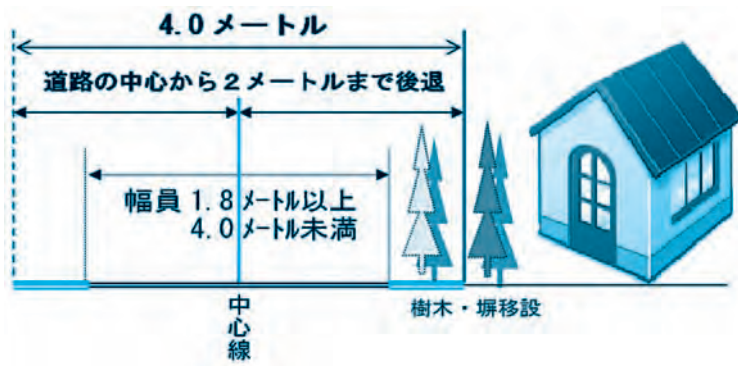 4.0メートル
道路の中心から2メートルまで後退
幅員1.8メートル以上
4.0メートル未満
中心線
樹木・塀移設